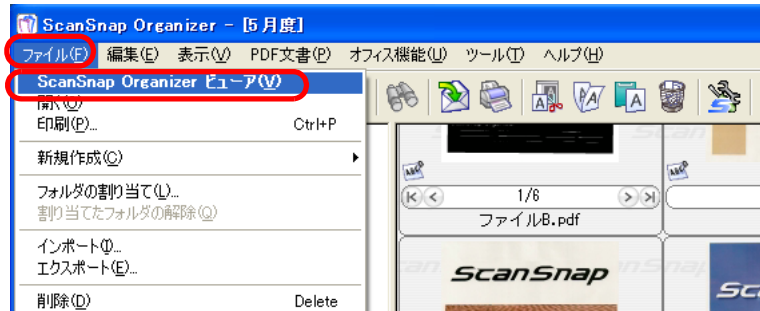 ScanSnap Organizer - [5月度]
ファイル(F) 編集(E) 表示(V) PDF文書(P) オフィス機能(U) ツール(T) ヘルプ(H)
ScanSnap Organizer ビューア(V)
開く(O)
印刷(P)... Ctrl+P
新規作成(C)
フォルダの割り当て(L)...
割り当てたフォルダの解除(Q)
インポート(I)...
エクスポート(E)...
削除(D) Delete
1/6
ファイルB.pdf
ScanSnap